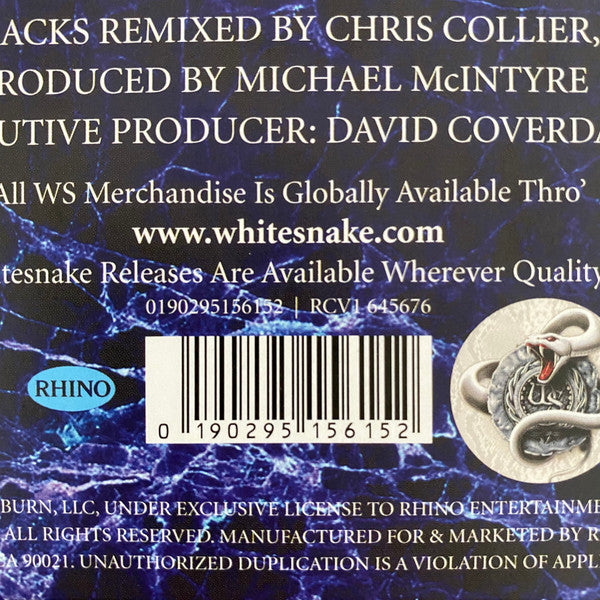 ACKS REMIXED BY CHRIS COLLIER,
RODUCED BY MICHAEL McINTYRE
UTIVE PRODUCER: DAVID COVERDA
All WS Merchandise Is Globally Available Thro'
www.whitesnake.com
itesnake Releases Are Available Wherever Quality
0190295156152 | RCV1 645676
RHINO
0 190295 156152
BURN, LLC, UNDER EXCLUSIVE LICENSE TO RHINO ENTERTAINME
ALL RIGHTS RESERVED. MANUFACTURED FOR & MARKETED BY R
CA 90021. UNAUTHORIZED DUPLICATION IS A VIOLATION OF APPL